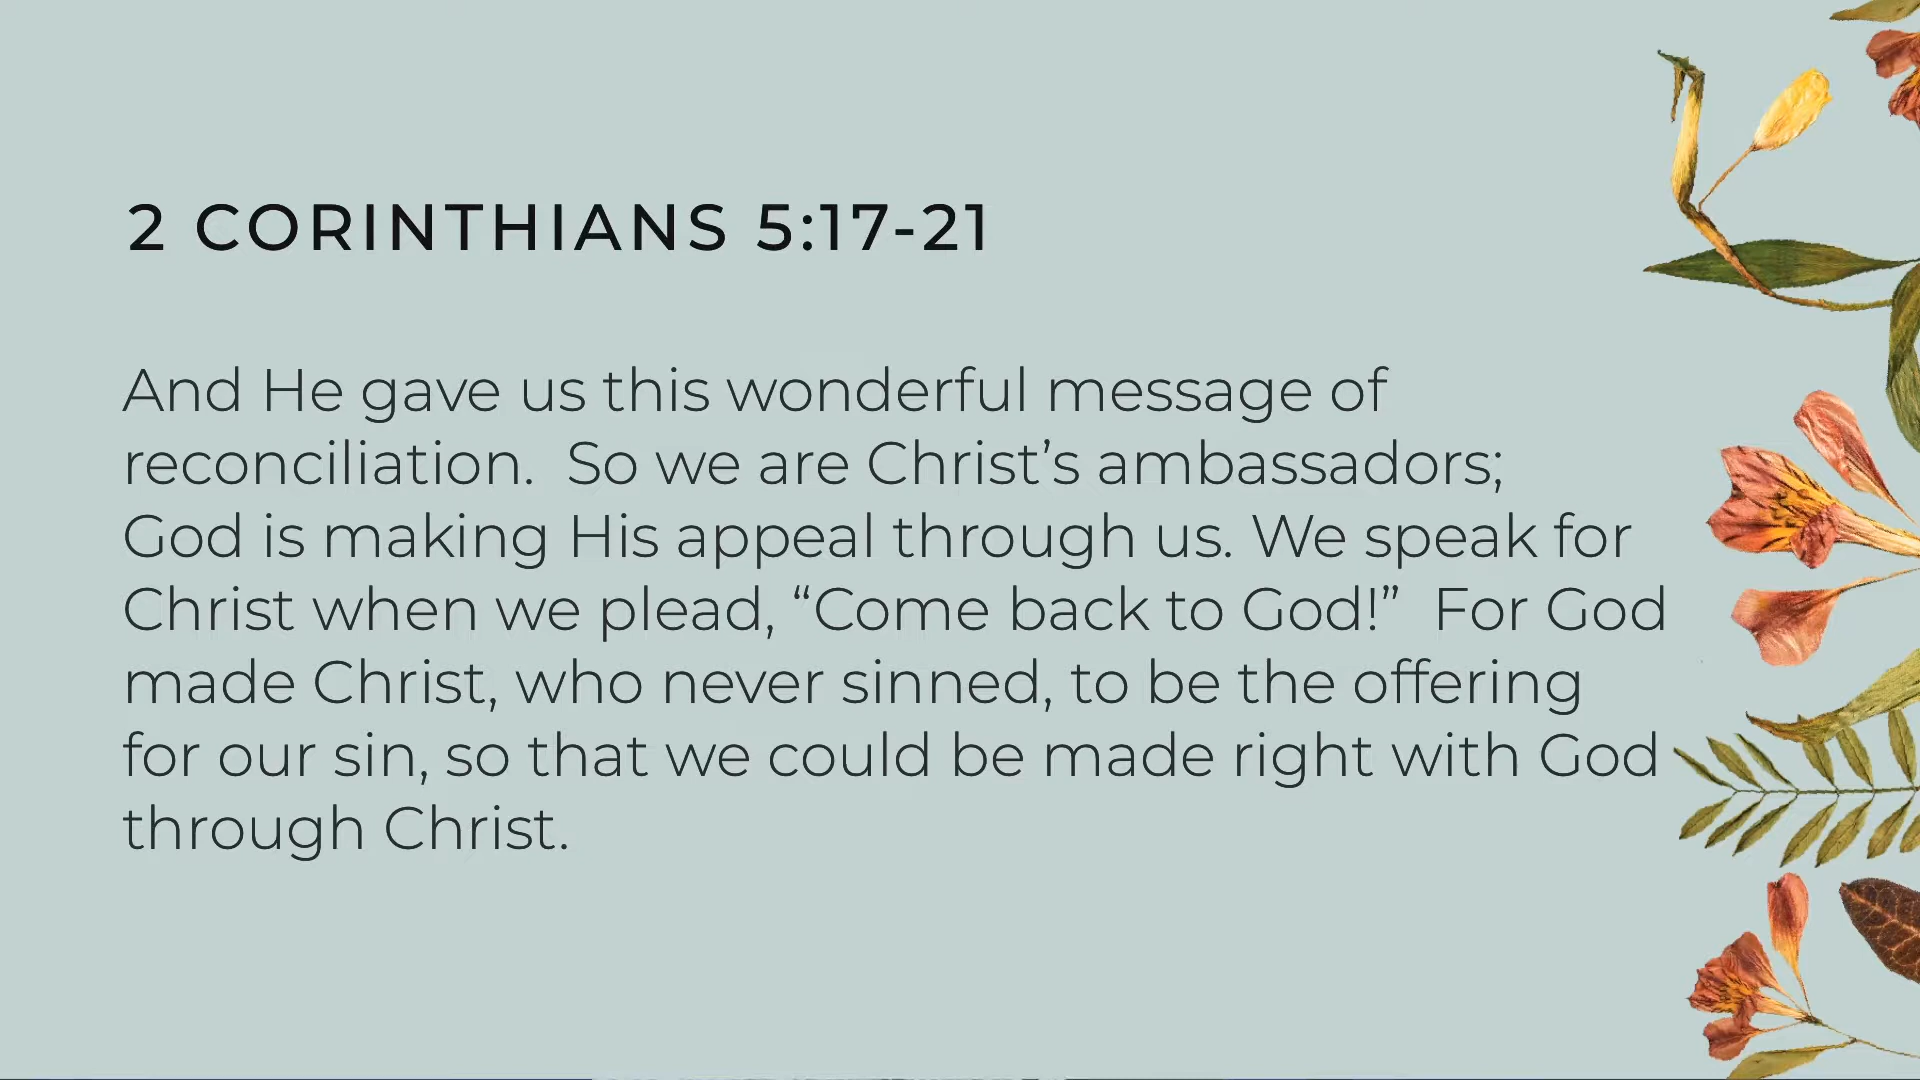 2 CORINTHIANS 5:17-21
And He gave us this wonderful message of
reconciliation.  So we are Christ’s ambassadors;
God is making His appeal through us. We speak for
Christ when we plead, “Come back to God!”  For God
made Christ, who never sinned, to be the offering
for our sin, so that we could be made right with God
through Christ.